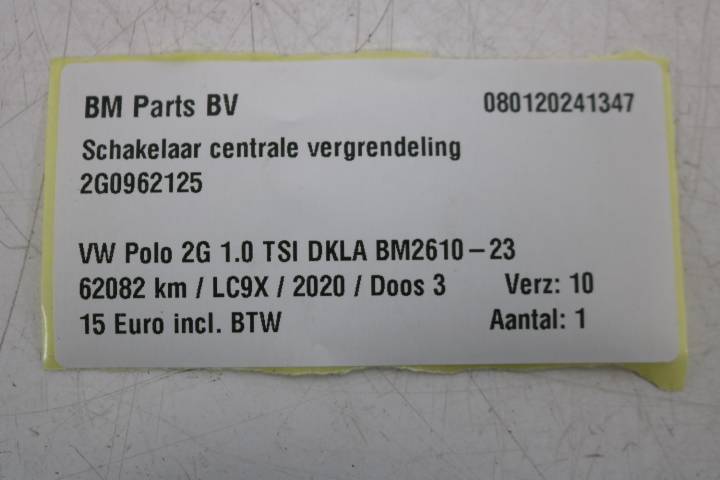 BM Parts BV 080120241347
Schakelaar centrale vergrendeling
2G0962125
VW Polo 2G 1.0 TSI DKLA BM2610-23
62082 km / LC9X / 2020 / Doos 3 Verz: 10
15 Euro incl. BTW Aantal: 1